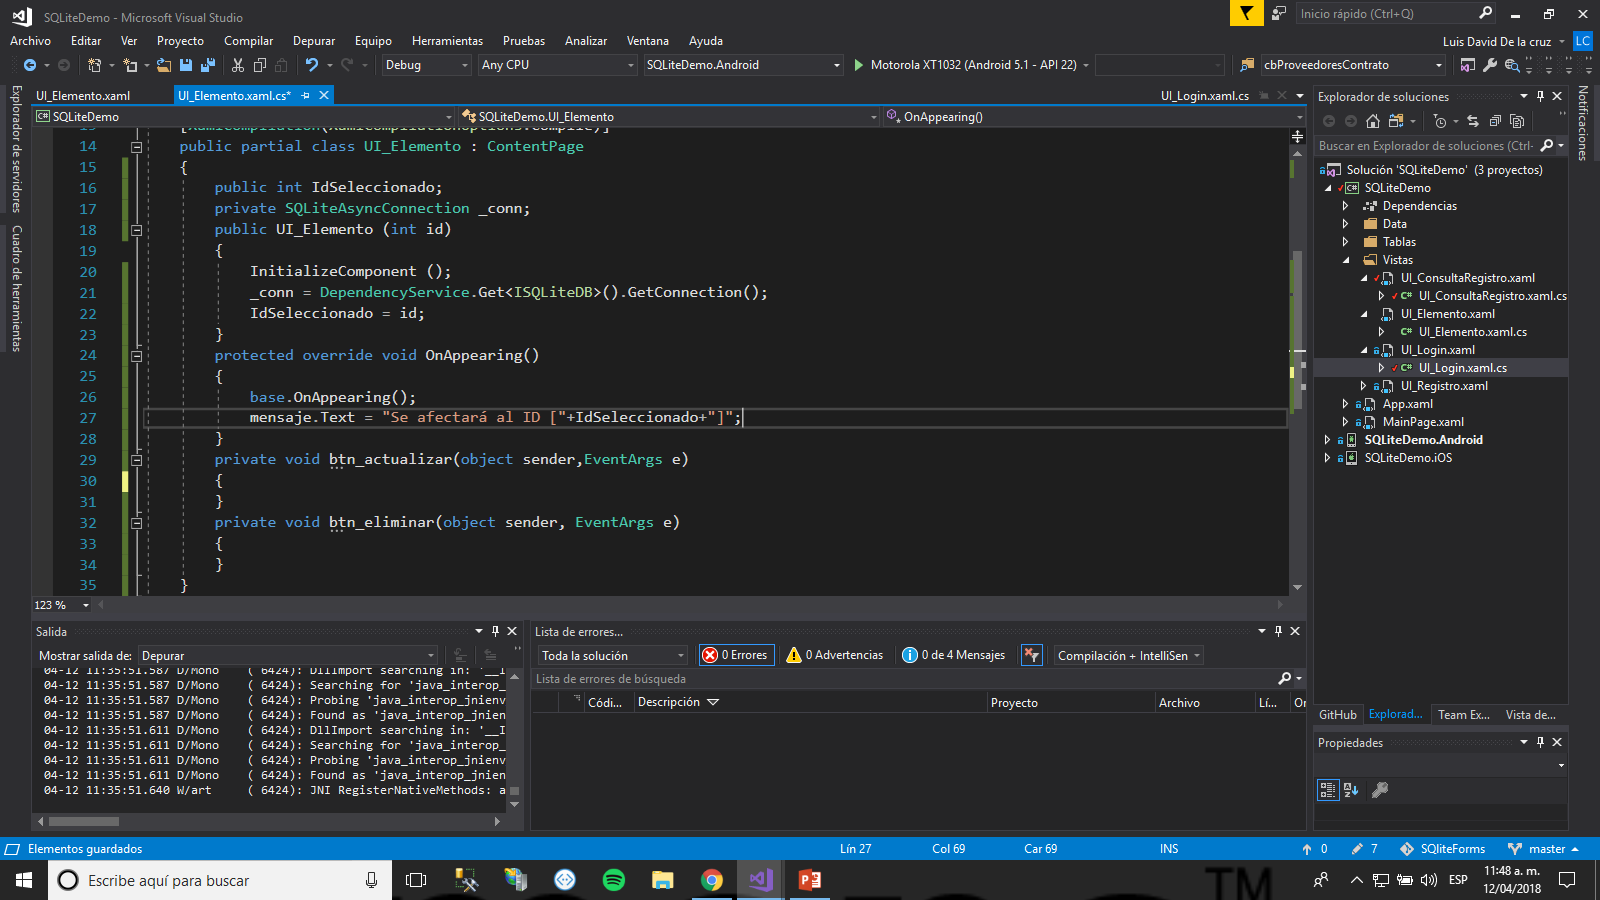 SQLiteDemo - Microsoft Visual Studio
Inicio rápido (Ctrl+Q)
Archivo Editar Ver Proyecto Compilar Depurar Equipo Herramientas Pruebas Analizar Ventana Ayuda
Luis David De la cruz LC
Debug Any CPU SQLiteDemo.Android Motorola XT1032 (Android 5.1 - API 22) cbProveedoresContrato
Explorador de servidores
Cuadro de herramientas
UI_Elemento.xaml UI_Elemento.xaml.cs* UI_Login.xaml.cs
SQLiteDemo SQLiteDemo.UI_Elemento OnAppearing()
14 public partial class UI_Elemento : ContentPage
15 {
16 public int IdSeleccionado;
17 private SQLiteAsyncConnection _conn;
18 public UI_Elemento (int id)
19 {
20 InitializeComponent ();
21 _conn = DependencyService.Get<ISQLiteDB>().GetConnection();
22 IdSeleccionado = id;
23 }
24 protected override void OnAppearing()
25 {
26 base.OnAppearing();
27 mensaje.Text = "Se afectará al ID ["+IdSeleccionado+"]";
28 }
29 private void btn_actualizar(object sender,EventArgs e)
30 {
31 }
32 private void btn_eliminar(object sender, EventArgs e)
33 {
34 }
35 }
123 %
Salida
Mostrar salida de: Depurar
04-12 11:35:51.587 D/Mono ( 6424): DllImport searching in: '__I
04-12 11:35:51.587 D/Mono ( 6424): Searching for 'java_interop_
04-12 11:35:51.587 D/Mono ( 6424): Probing 'java_interop_jnienv
04-12 11:35:51.587 D/Mono ( 6424): Found as 'java_interop_jnien
04-12 11:35:51.611 D/Mono ( 6424): DllImport searching in: '__I
04-12 11:35:51.611 D/Mono ( 6424): Searching for 'java_interop_
04-12 11:35:51.611 D/Mono ( 6424): Probing 'java_interop_jnienv
04-12 11:35:51.611 D/Mono ( 6424): Found as 'java_interop_jnien
04-12 11:35:51.640 W/art ( 6424): JNI RegisterNativeMethods: a
Lista de errores...
Toda la solución 0 Errores 0 Advertencias 0 de 4 Mensajes Compilación + IntelliSen
Lista de errores de búsqueda
Códi... Descripción Proyecto Archivo Lí...
Explorador de soluciones
Buscar en Explorador de soluciones (Ctrl-
Solución 'SQLiteDemo' (3 proyectos)
SQLiteDemo
Dependencias
Data
Tablas
Vistas
UI_ConsultaRegistro.xaml
UI_ConsultaRegistro.xaml.cs
UI_Elemento.xaml
UI_Elemento.xaml.cs
UI_Login.xaml
UI_Login.xaml.cs
UI_Registro.xaml
App.xaml
MainPage.xaml
SQLiteDemo.Android
SQLiteDemo.iOS
GitHub Explorad... Team Ex... Vista de...
Propiedades
Notificaciones
Elementos guardados Lín 27 Col 69 Car 69 INS 0 7 SQliteForms master
Escribe aquí para buscar
TM
ESP
11:48 a. m.
12/04/2018